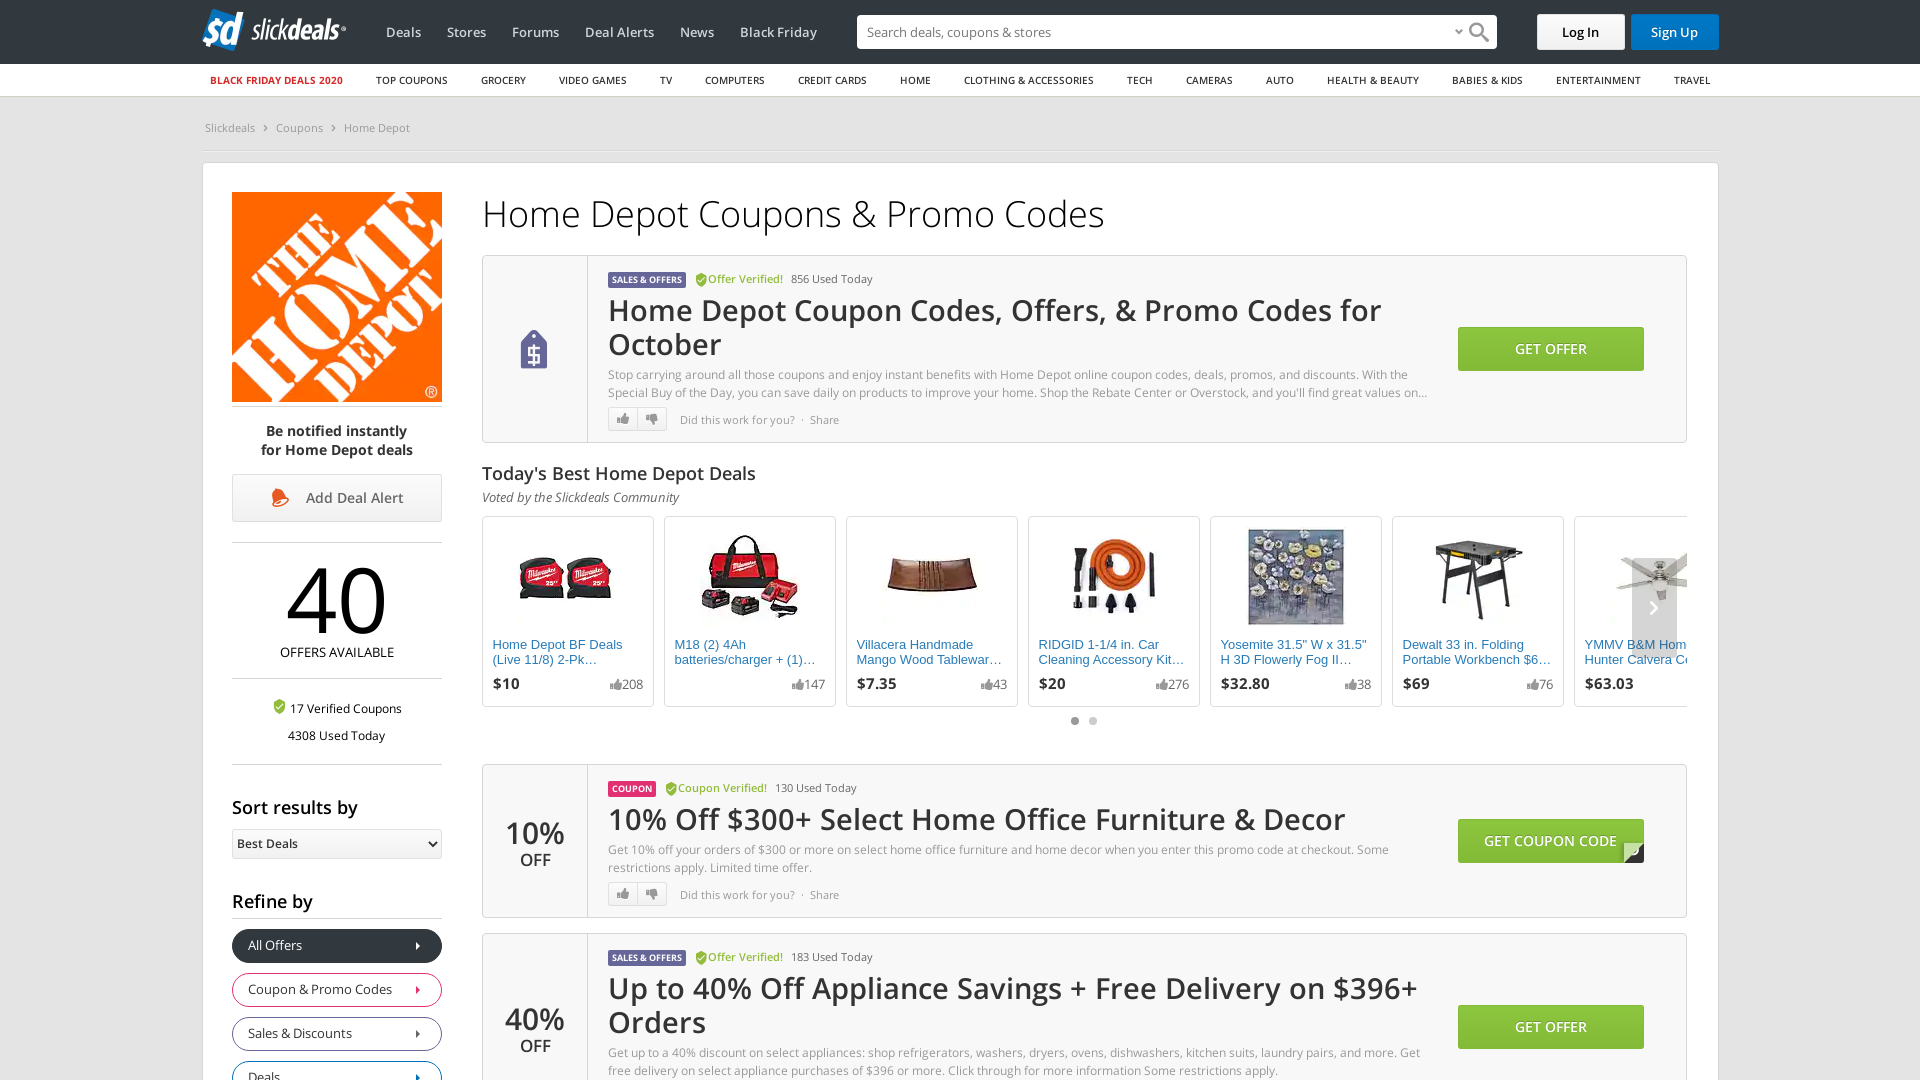 sd slickdeals
Deals
Stores
Forums
Deal Alerts
News
Black Friday
Search deals, coupons & stores
Log In
Sign Up
BLACK FRIDAY DEALS 2020
TOP COUPONS
GROCERY
VIDEO GAMES
TV
COMPUTERS
CREDIT CARDS
HOME
CLOTHING & ACCESSORIES
TECH
CAMERAS
AUTO
HEALTH & BEAUTY
BABIES & KIDS
ENTERTAINMENT
TRAVEL
Slickdeals > Coupons > Home Depot
THE
HOME
DEPOT
®
Be notified instantly
for Home Depot deals
Add Deal Alert
40
OFFERS AVAILABLE
17 Verified Coupons
4308 Used Today
Sort results by
Best Deals
Refine by
All Offers
Coupon & Promo Codes
Sales & Discounts
Deals
Home Depot Coupons & Promo Codes
SALES & OFFERS Offer Verified! 856 Used Today
Home Depot Coupon Codes, Offers, & Promo Codes for
October
Stop carrying around all those coupons and enjoy instant benefits with Home Depot online coupon codes, deals, promos, and discounts. With the
Special Buy of the Day, you can save daily on products to improve your home. Shop the Rebate Center or Overstock, and you'll find great values on...
Did this work for you? · Share
GET OFFER
Today's Best Home Depot Deals
Voted by the Slickdeals Community
Milwaukee
25'
Milwaukee
25'
Home Depot BF Deals
(Live 11/8) 2-Pk…
$10
208
Milwaukee
M18 (2) 4Ah
batteries/charger + (1)…
147
Villacera Handmade
Mango Wood Tablewar…
$7.35
43
RIDGID 1-1/4 in. Car
Cleaning Accessory Kit…
$20
276
Yosemite 31.5" W x 31.5"
H 3D Flowerly Fog II…
$32.80
38
Dewalt 33 in. Folding
Portable Workbench $6…
$69
76
YMMV B&M Hom
Hunter Calvera Ce
$63.03
10%
OFF
COUPON Coupon Verified! 130 Used Today
10% Off $300+ Select Home Office Furniture & Decor
Get 10% off your orders of $300 or more on select home office furniture and home decor when you enter this promo code at checkout. Some
restrictions apply. Limited time offer.
Did this work for you? · Share
GET COUPON CODE
40%
OFF
SALES & OFFERS Offer Verified! 183 Used Today
Up to 40% Off Appliance Savings + Free Delivery on $396+
Orders
Get up to a 40% discount on select appliances: shop refrigerators, washers, dryers, ovens, dishwashers, kitchen suits, laundry pairs, and more. Get
free delivery on select appliance purchases of $396 or more. Click through for more information Some restrictions apply.
GET OFFER